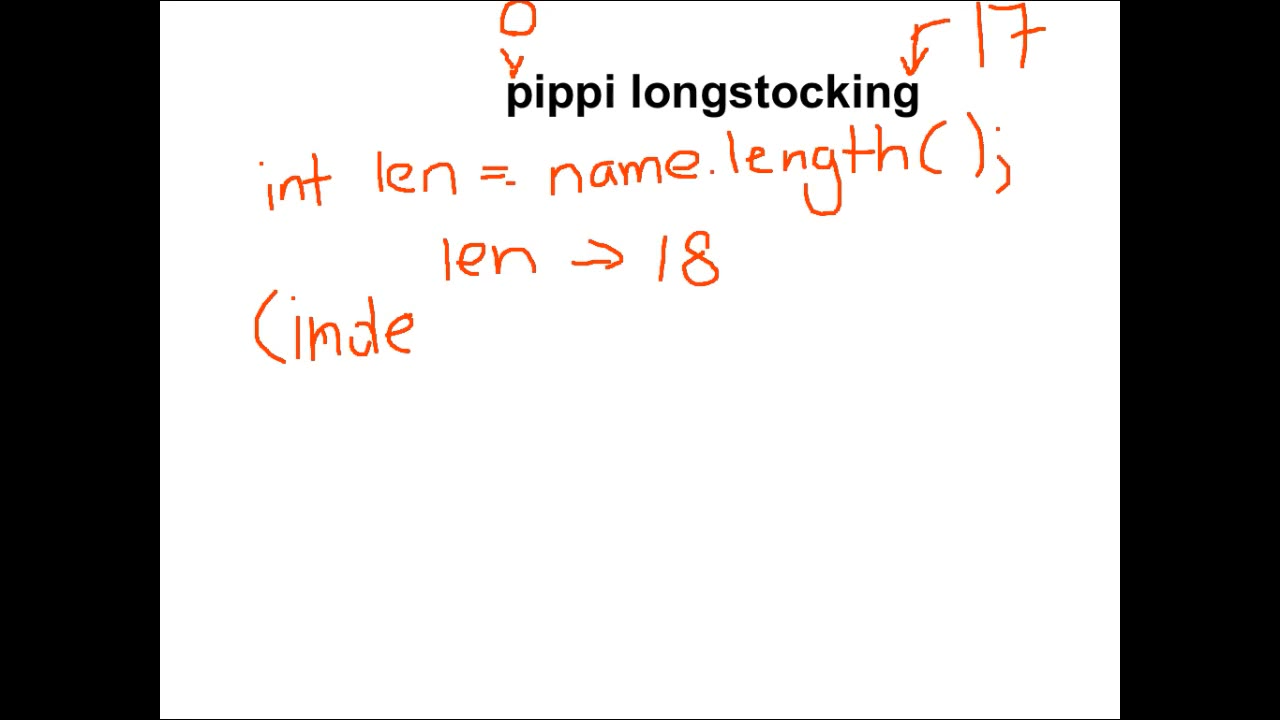 0 17
pippi longstocking
int len = name.length();
len → 18
(inde